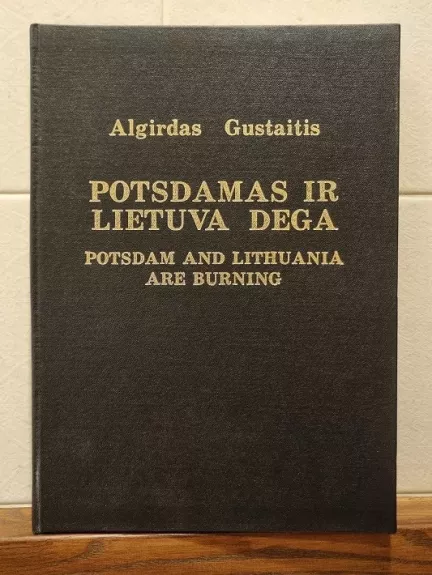 Algirdas Gustaitis
POTSDAMAS IR
LIETUVA DEGA
POTSDAM AND LITHUANIA
ARE BURNING